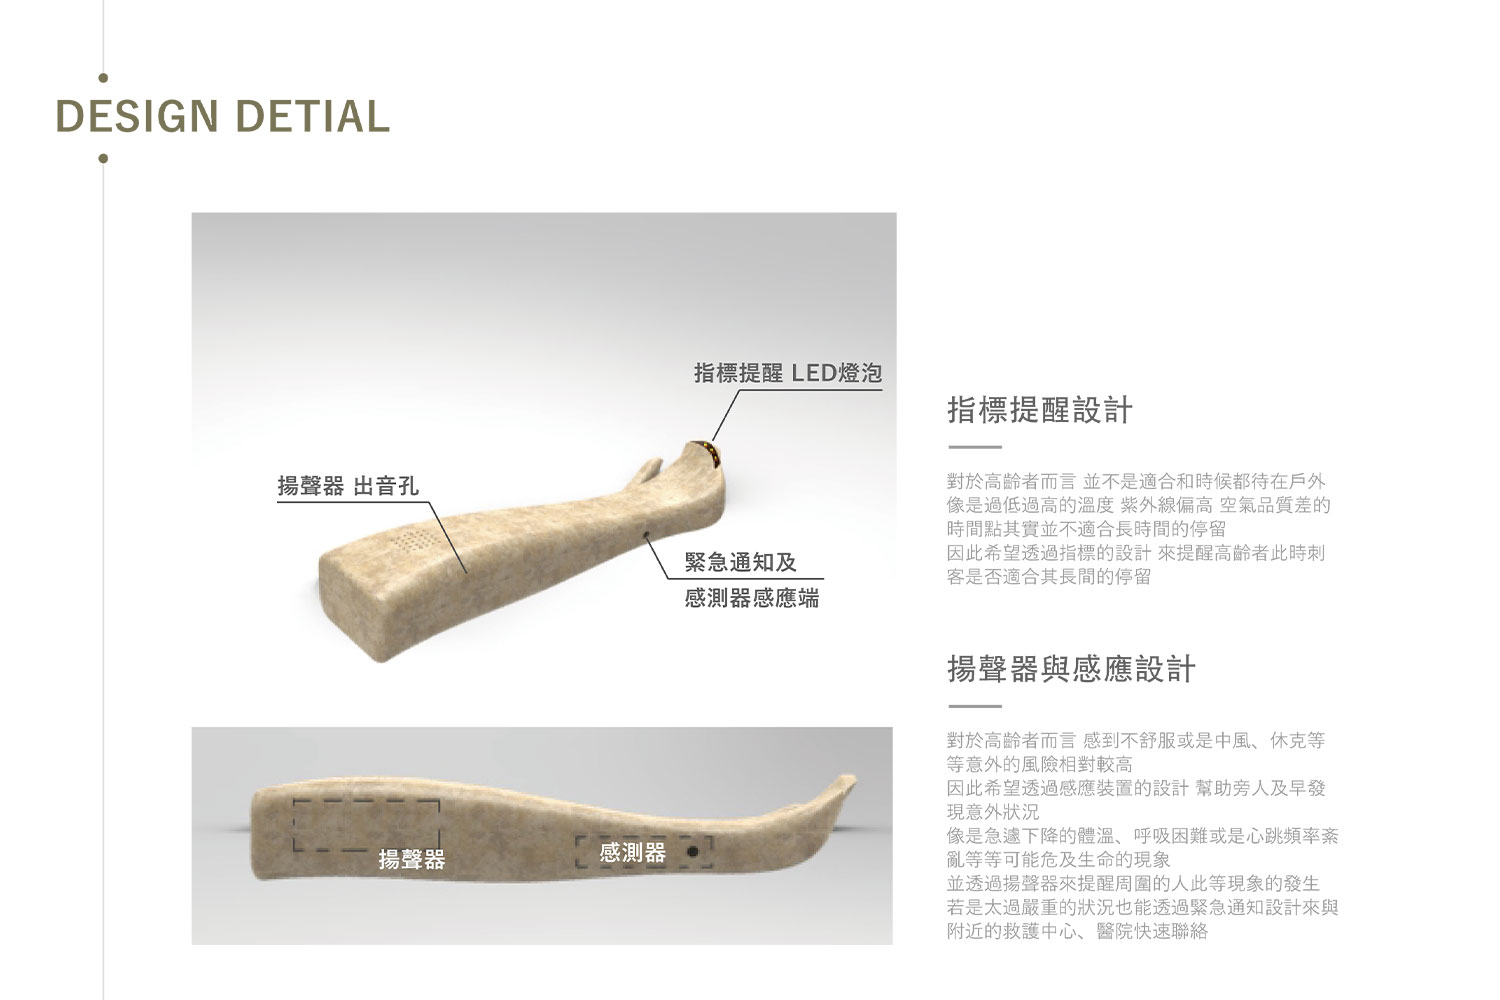 DESIGN DETIAL
指標提醒 LED燈泡
揚聲器 出音孔
緊急通知及
感測器感應端
揚聲器
感測器
指標提醒設計
對於高齡者而言 並不是適合和時候都待在戶外
像是過低過高的溫度 紫外線偏高 空氣品質差的
時間點其實並不適合長時間的停留
因此希望透過指標的設計 來提醒高齡者此時刺
客是否適合其長間的停留
揚聲器與感應設計
對於高齡者而言 感到不舒服或是中風、休克等
等意外的風險相對較高
因此希望透過感應裝置的設計 幫助旁人及早發
現意外狀況
像是急遽下降的體溫、呼吸困難或是心跳頻率紊
亂等等可能危及生命的現象
並透過揚聲器來提醒周圍的人此等現象的發生
若是太過嚴重的狀況也能透過緊急通知設計來與
附近的救護中心、醫院快速聯絡